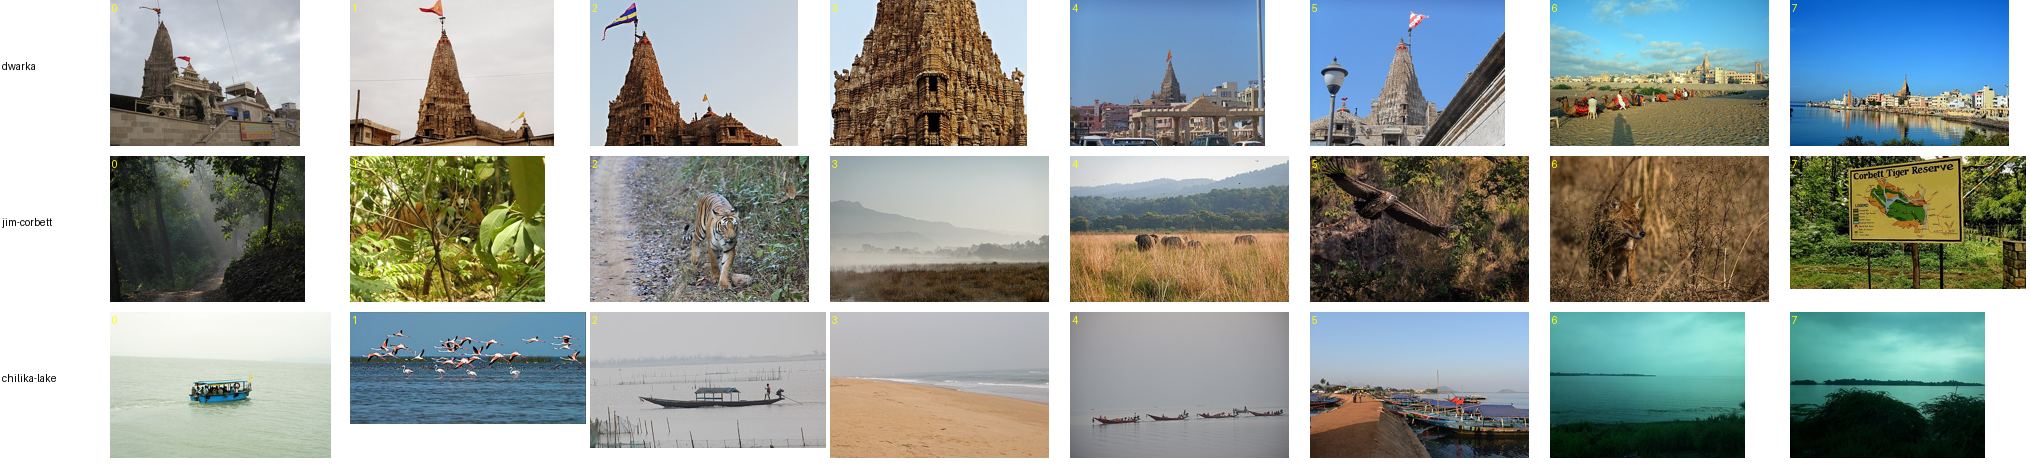 dwarka
0 1 2 3 4 5 6 7
jim-corbett
0 1 2 3 4 5 6 7
Corbett Tiger Reserve
chilika-lake
0 1 2 3 4 5 6 7